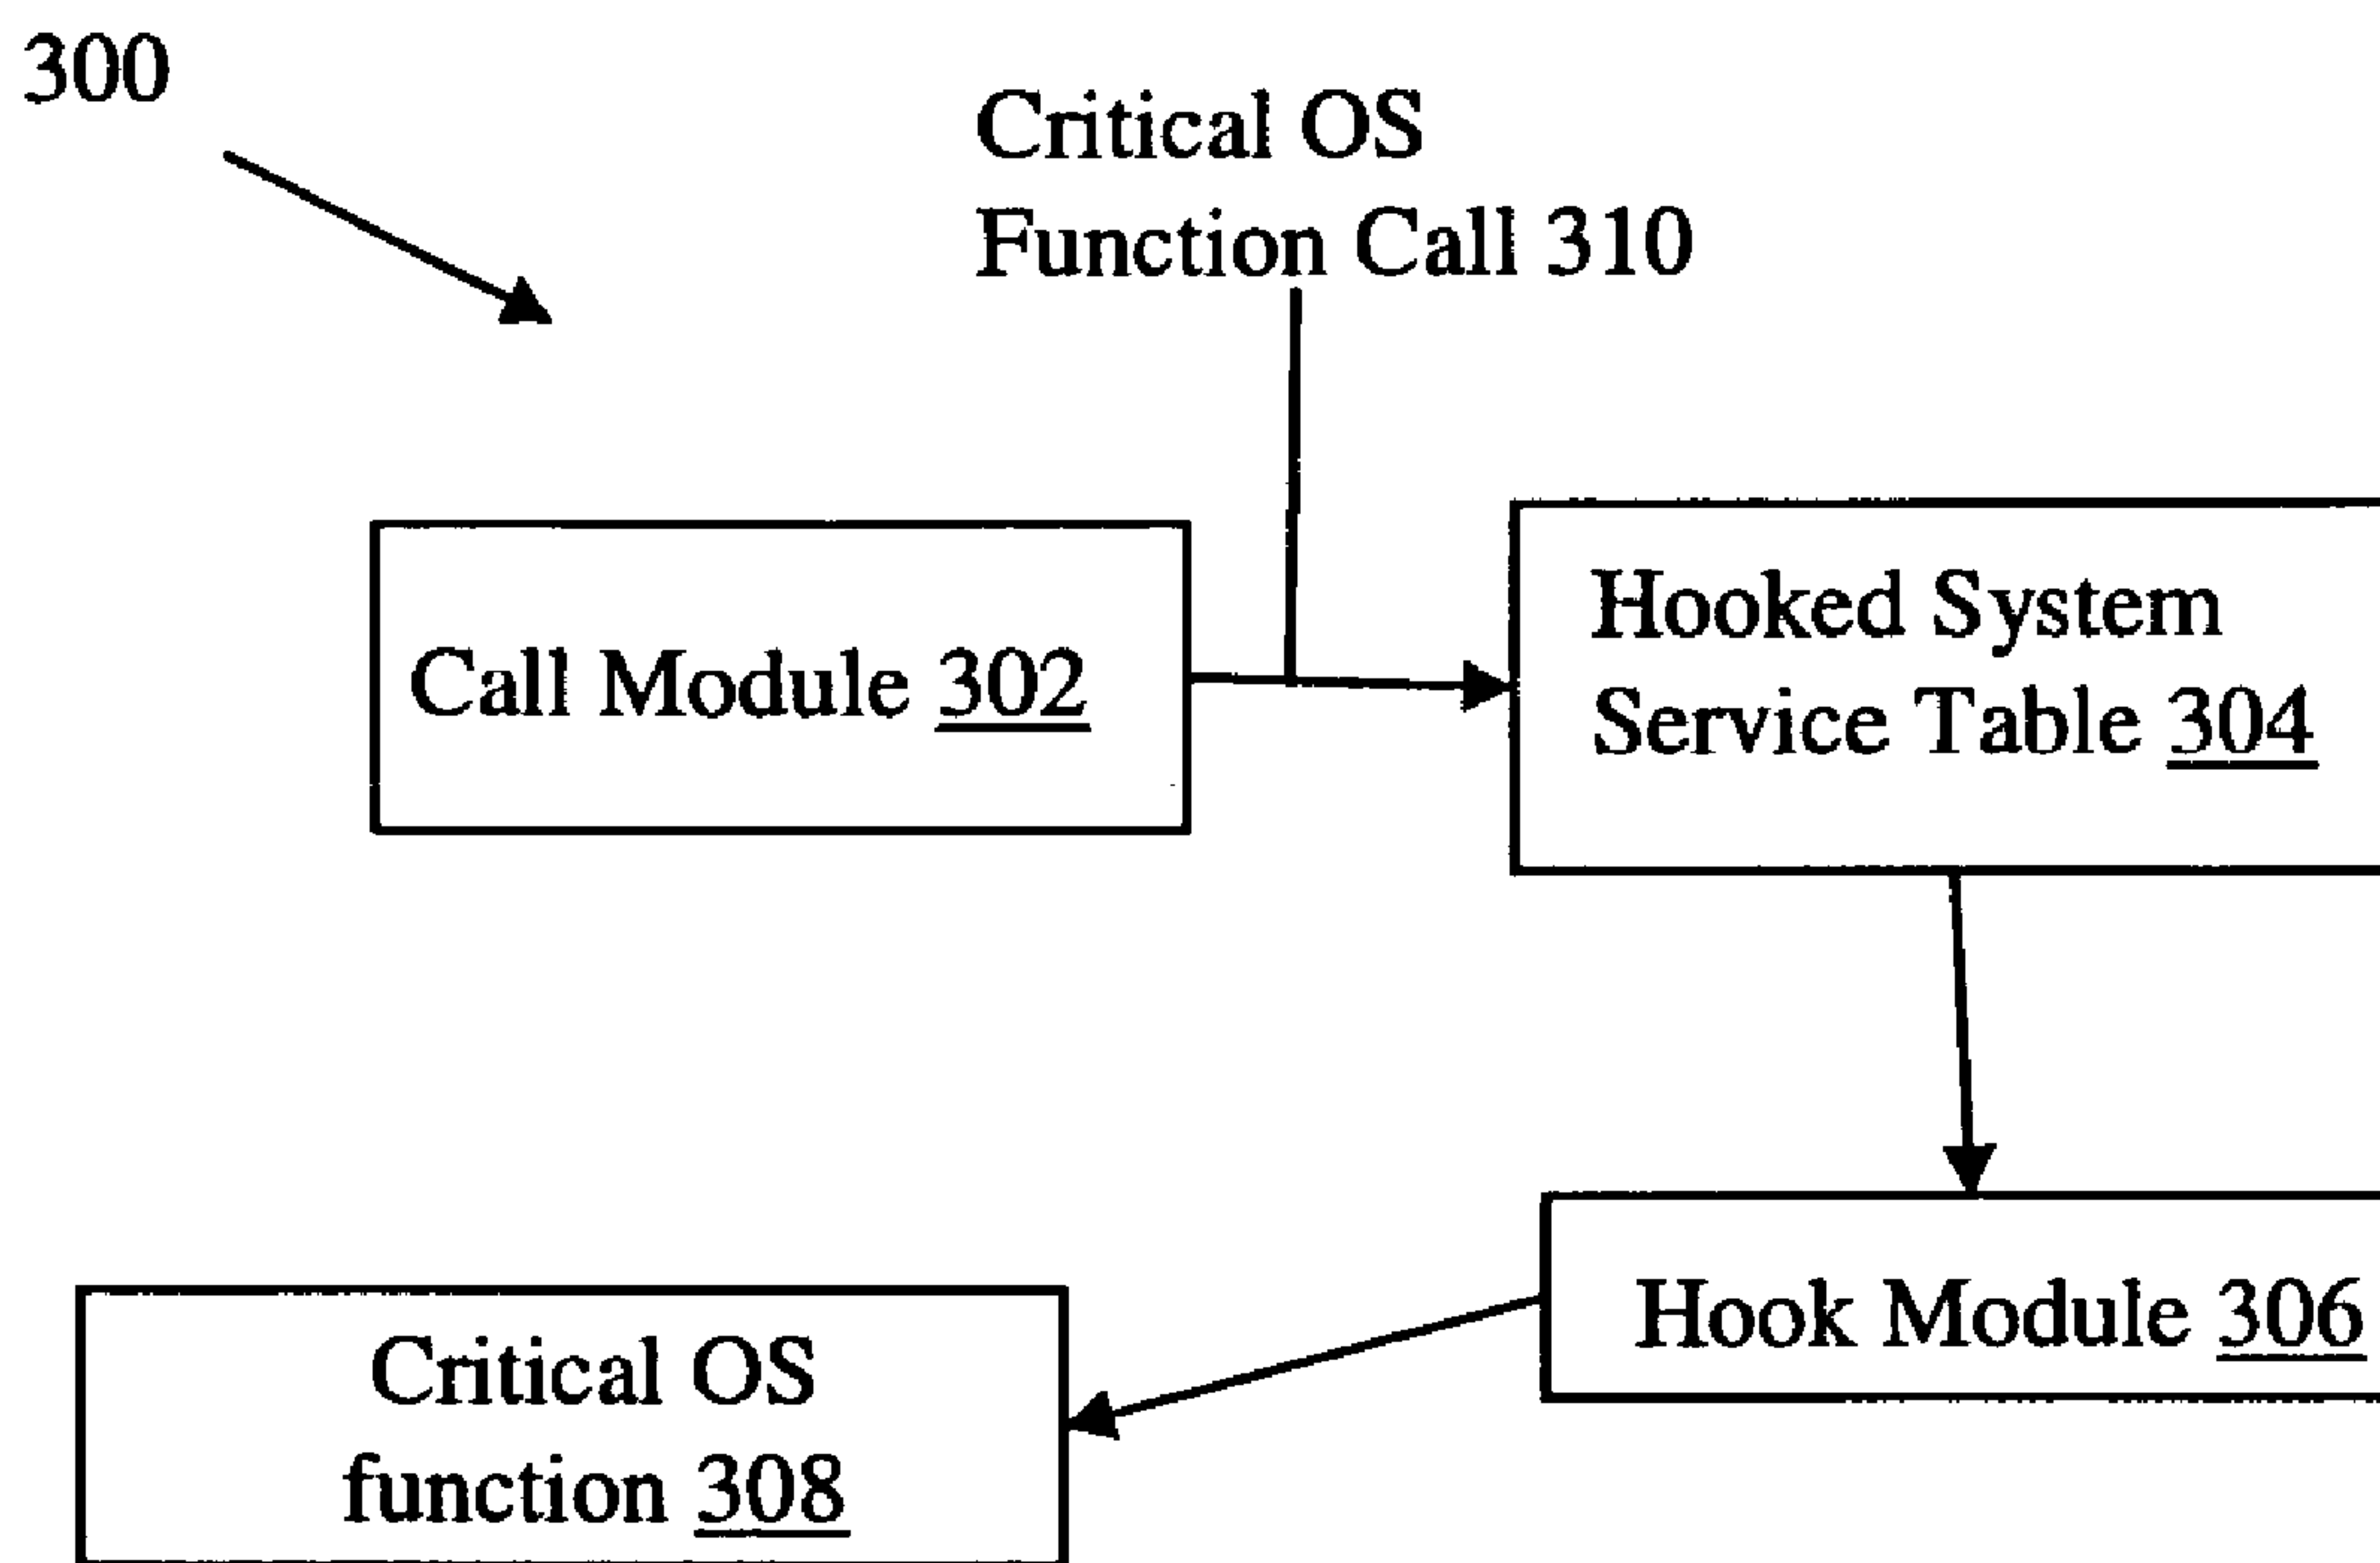 300
Critical OS
Function Call 310
Call Module 302
Hooked System
Service Table 304
Hook Module 306
Critical OS
function 308